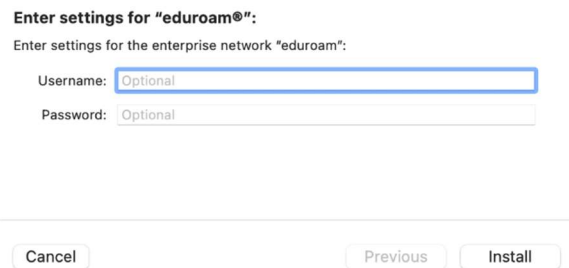 Enter settings for “eduroam®”:
Enter settings for the enterprise network “eduroam”:
Username: Optional
Password: Optional
Cancel Previous Install